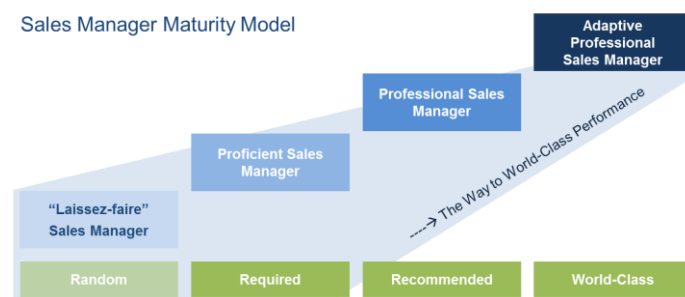 Sales Manager Maturity Model
Adaptive
Professional
Sales Manager
Professional Sales
Manager
Proficient Sales
Manager
“Laissez-faire”
Sales Manager
----→ The Way to World-Class Performance
Random
Required
Recommended
World-Class